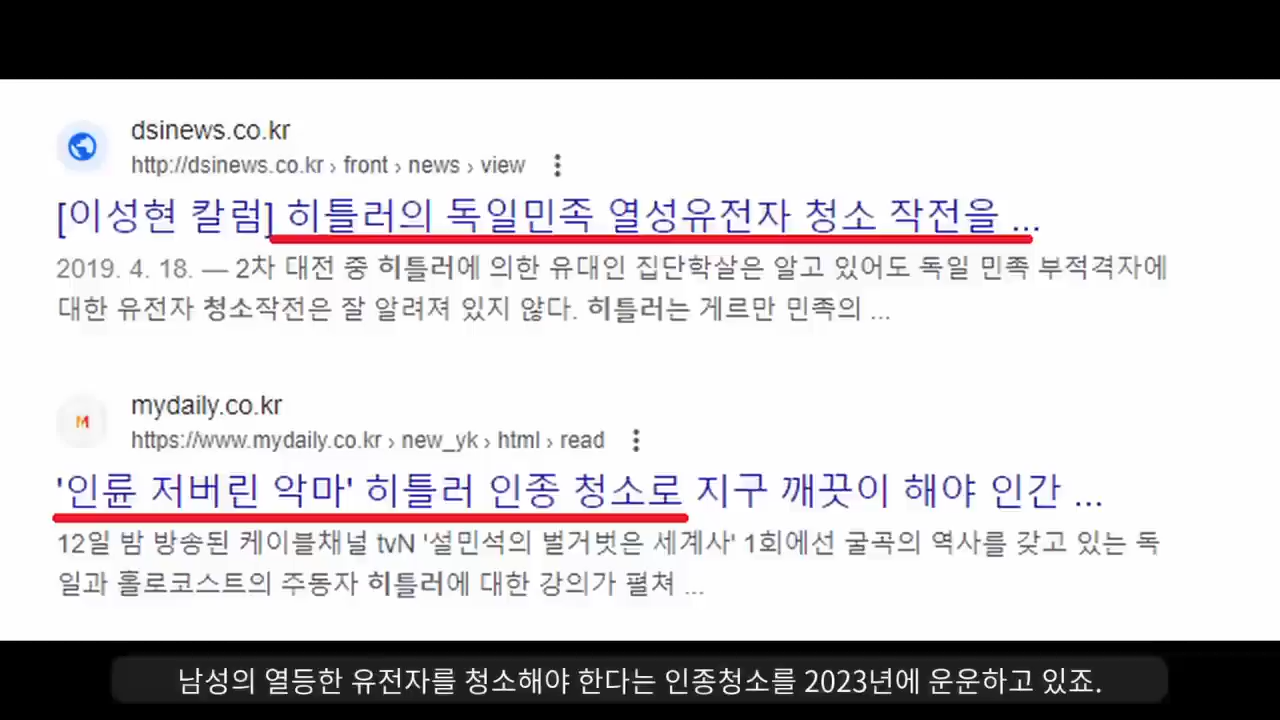 dsinews.co.kr
http://dsinews.co.kr › front › news › view
[이성현 칼럼] 히틀러의 독일민족 열성유전자 청소 작전을 ...
2019. 4. 18. — 2차 대전 중 히틀러에 의한 유대인 집단학살은 알고 있어도 독일 민족 부적격자에
대한 유전자 청소작전은 잘 알려져 있지 않다. 히틀러는 게르만 민족의 ...
M
mydaily.co.kr
https://www.mydaily.co.kr › new_yk › html › read
'인륜 저버린 악마' 히틀러 인종 청소로 지구 깨끗이 해야 인간 ...
12일 밤 방송된 케이블채널 tvN '설민석의 벌거벗은 세계사' 1회에선 굴곡의 역사를 갖고 있는 독
일과 홀로코스트의 주동자 히틀러에 대한 강의가 펼쳐 ...
남성의 열등한 유전자를 청소해야 한다는 인종청소를 2023년에 운운하고 있죠.